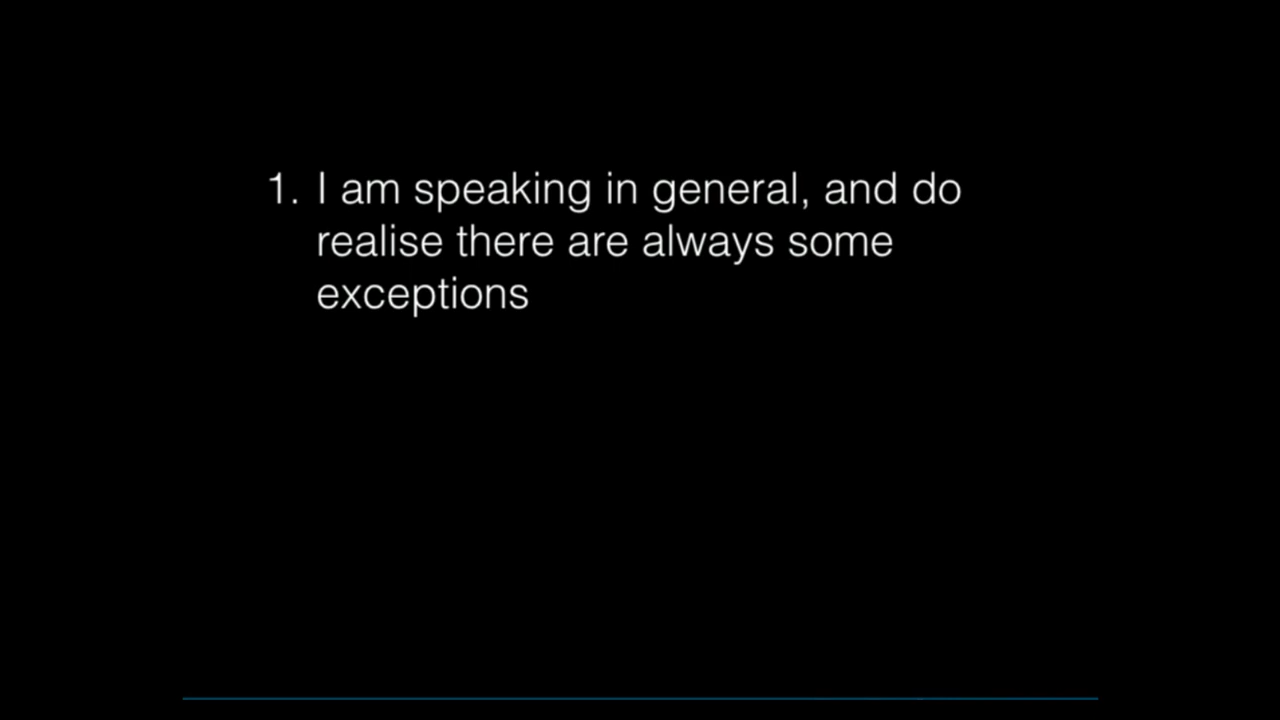 1. I am speaking in general, and do
realise there are always some
exceptions